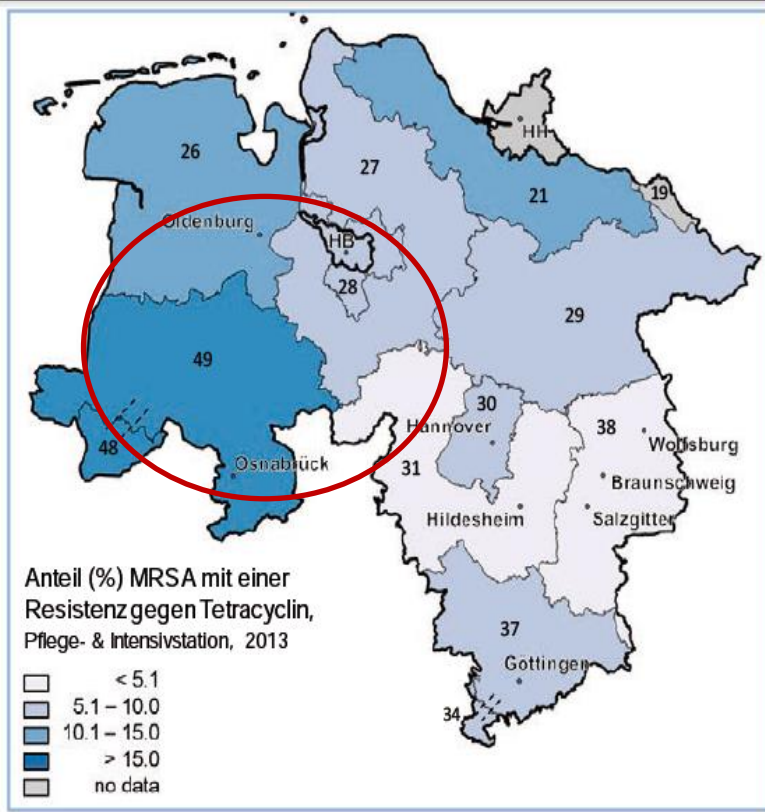 HH
26
27
19
21
Oldenburg
HB
28
29
49
30
Hannover
38
Wolfsburg
48
Osnabrück
31
Braunschweig
Hildesheim
Salzgitter
Anteil (%) MRSA mit einer
Resistenz gegen Tetracyclin,
Pflege- & Intensivstation, 2013
37
Göttingen
< 5.1
5.1 – 10.0
34
10.1 – 15.0
> 15.0
no data